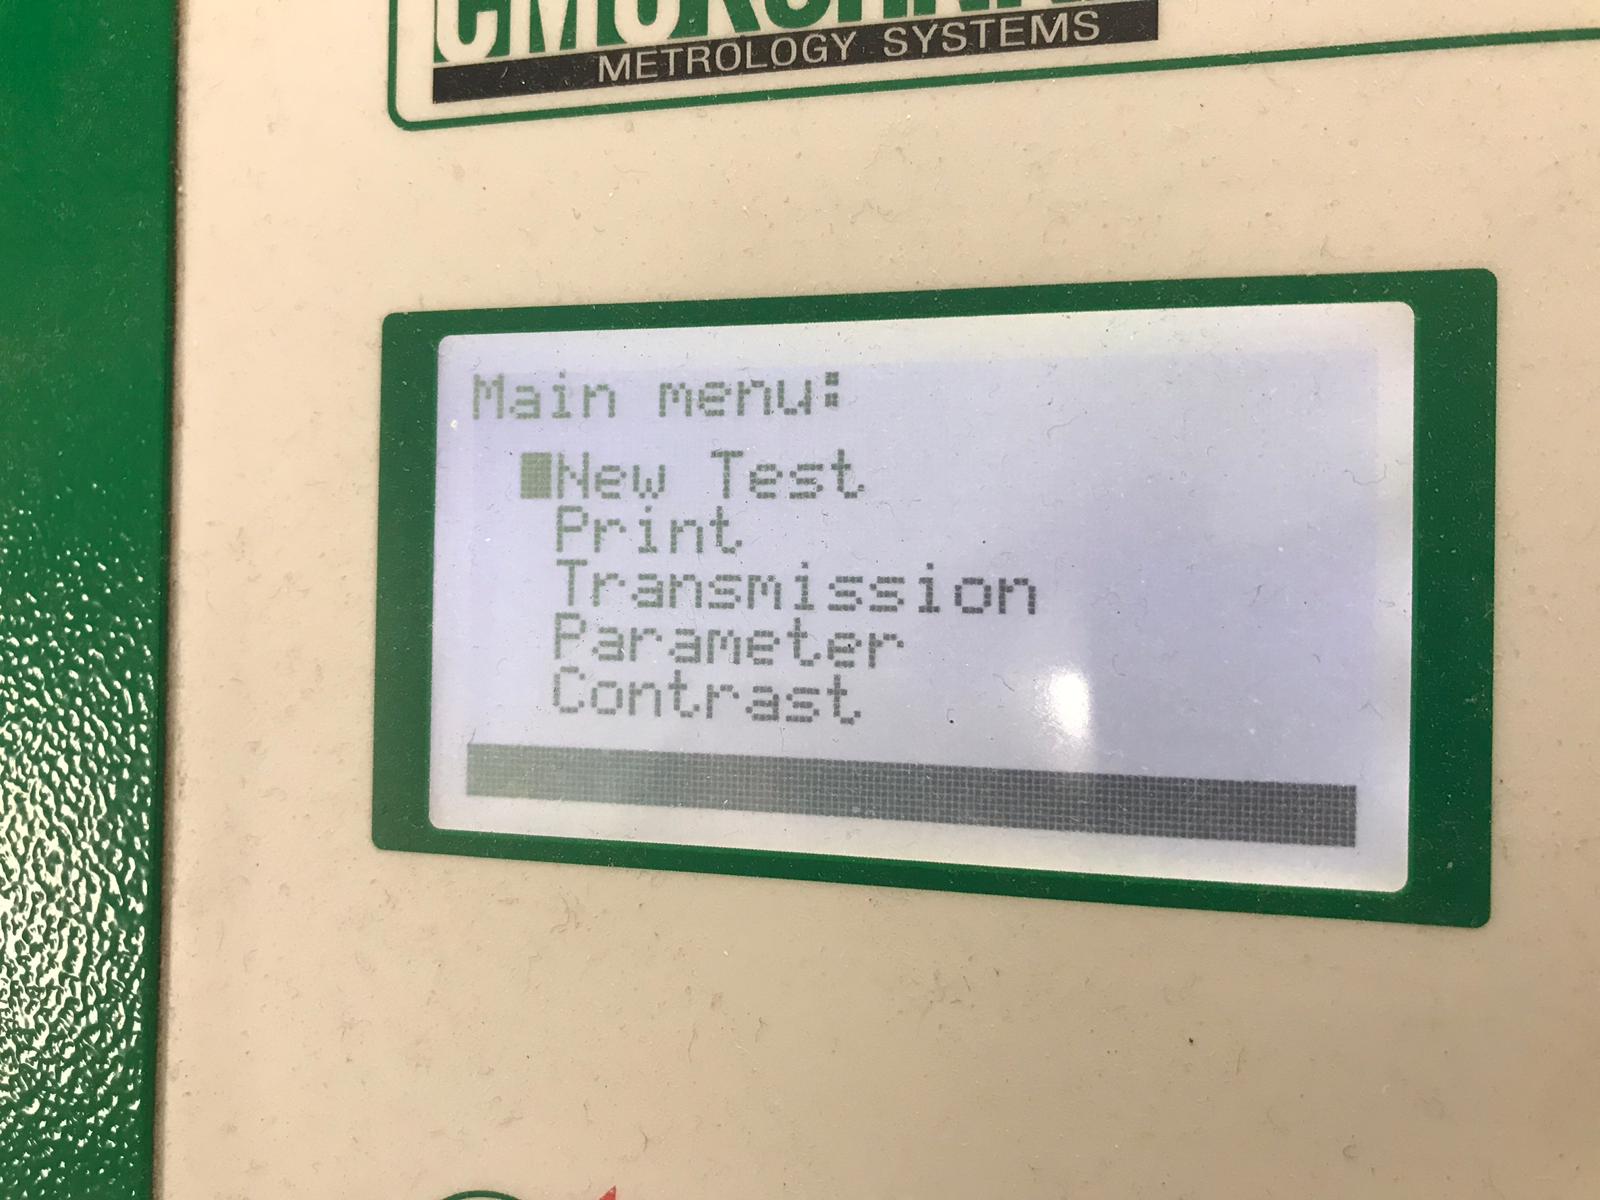 METROLOGY SYSTEMS
Main menu:
New Test
Print
Transmission
Parameter
Contrast